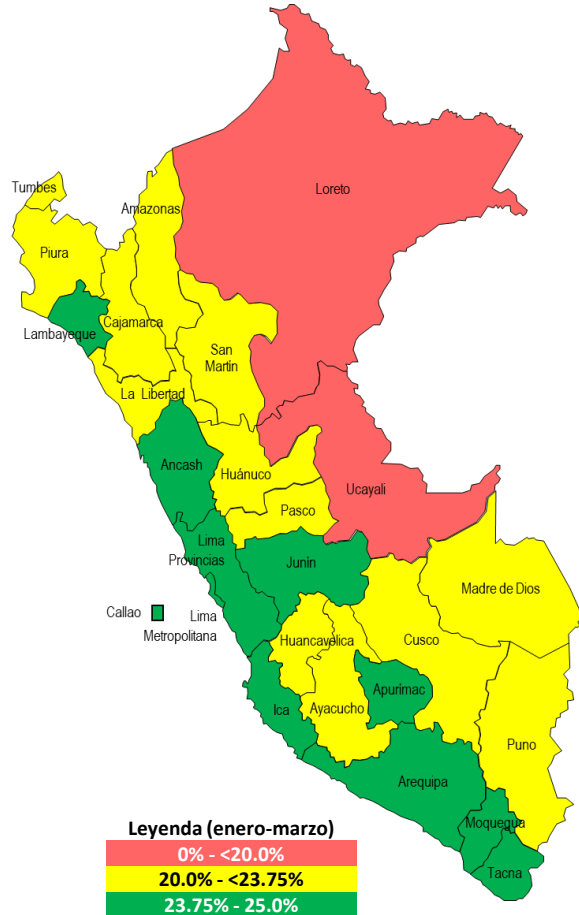 Loreto
Tumbes
Amazonas
Piura
Cajamarca
Lambayeque
San
Martín
La Libertad
Ancash
Huánuco
Ucayali
Pasco
Lima
Provincias
Junín
Madre de Dios
Callao
Lima
Metropolitana
Huancavelica
Cusco
Apurímac
Ica
Ayacucho
Puno
Arequipa
Moquegua
Tacna
Leyenda (enero-marzo)
0% - <20.0%
20.0% - <23.75%
23.75% - 25.0%